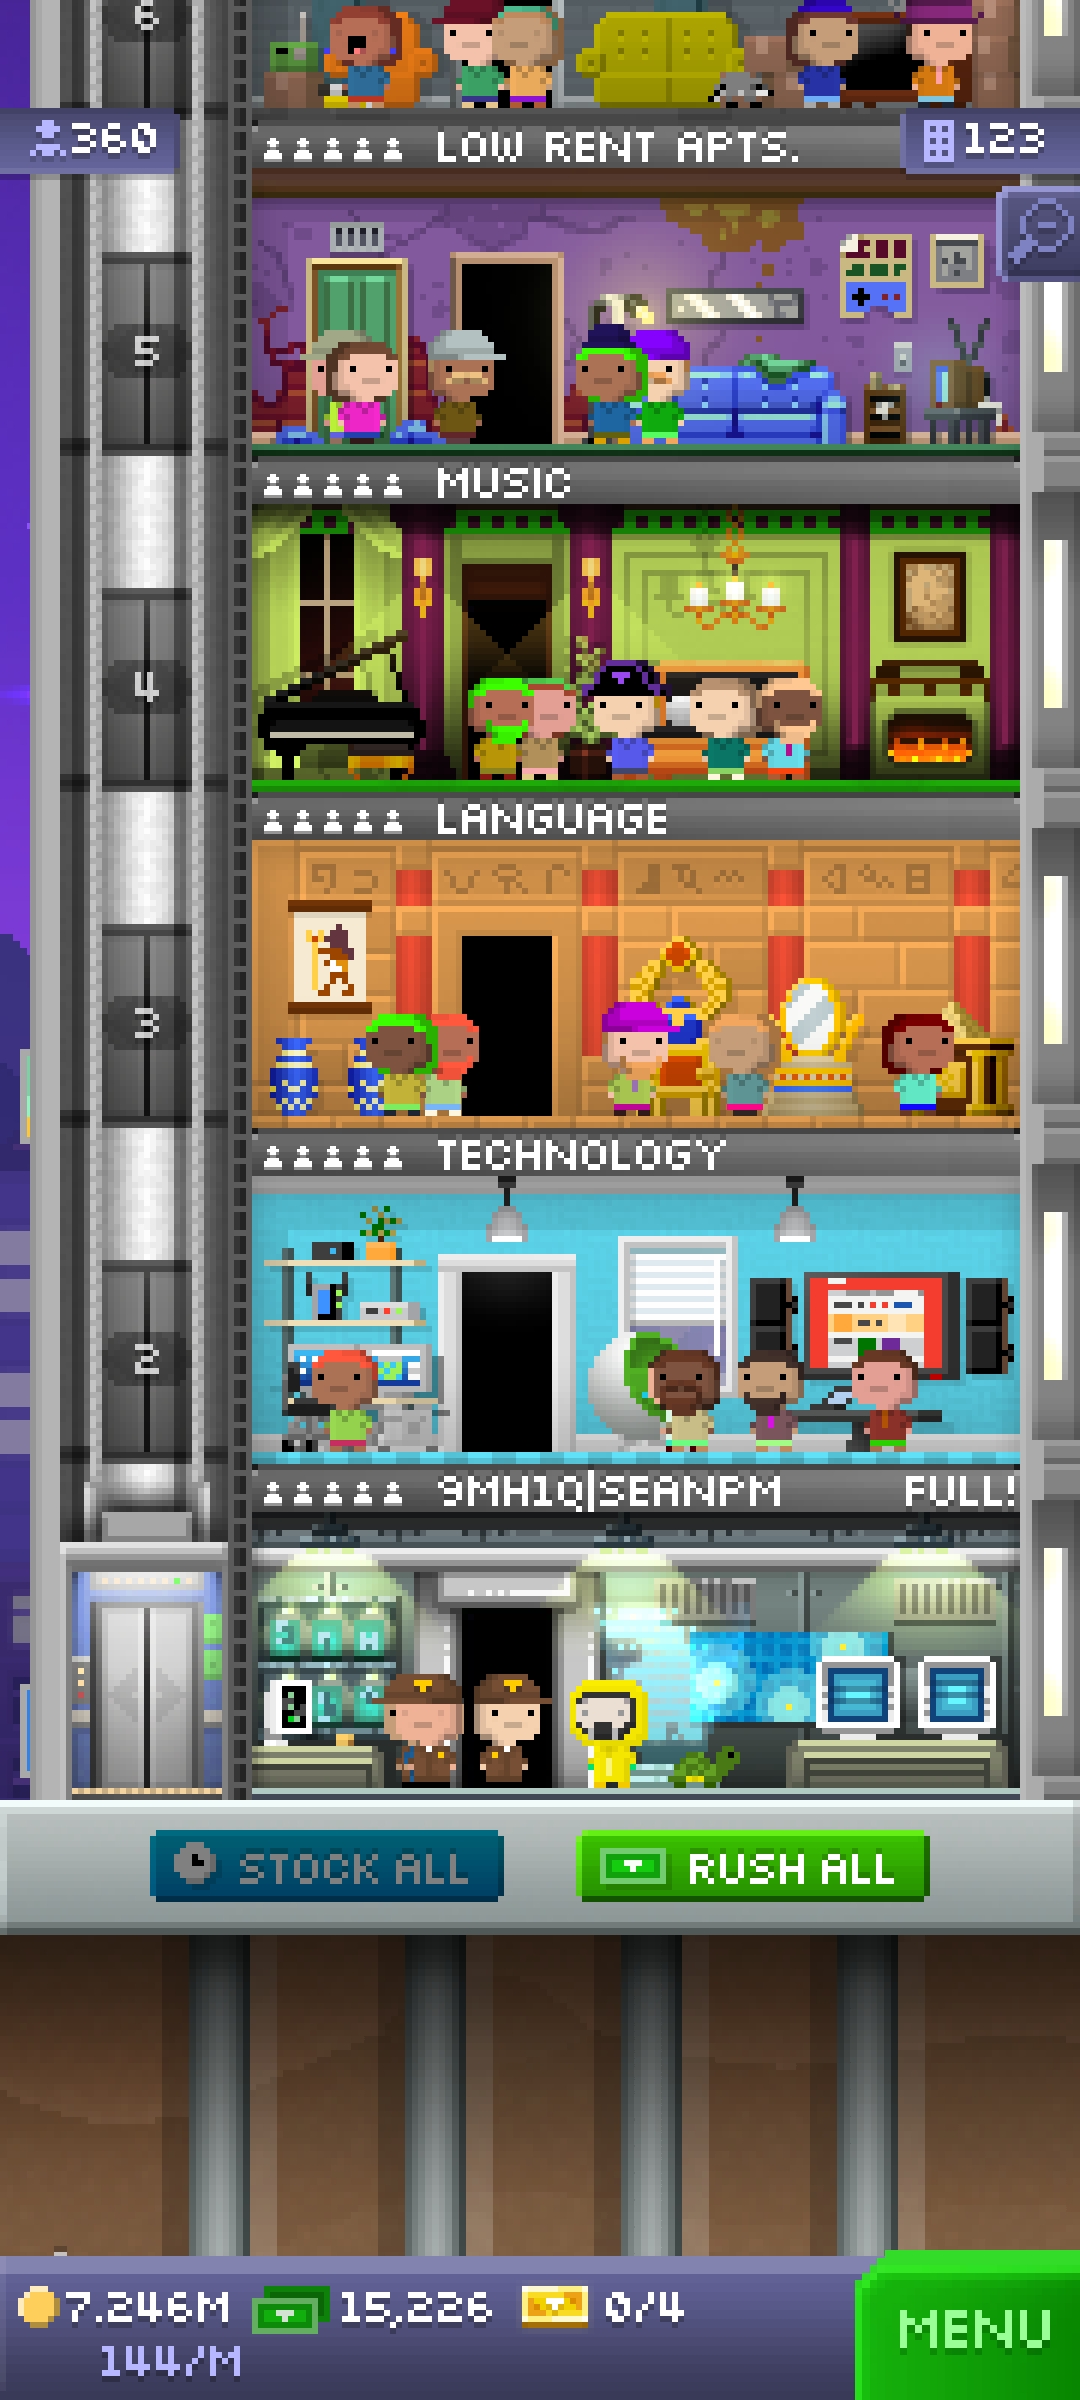 6
360
LOW RENT APTS.
123
5
MUSIC
4
LANGUAGE
3
TECHNOLOGY
2
9MH1Q|SEANPM FULL!
STOCK ALL
RUSH ALL
7.246M 15,226 0/4
144/M
MENU